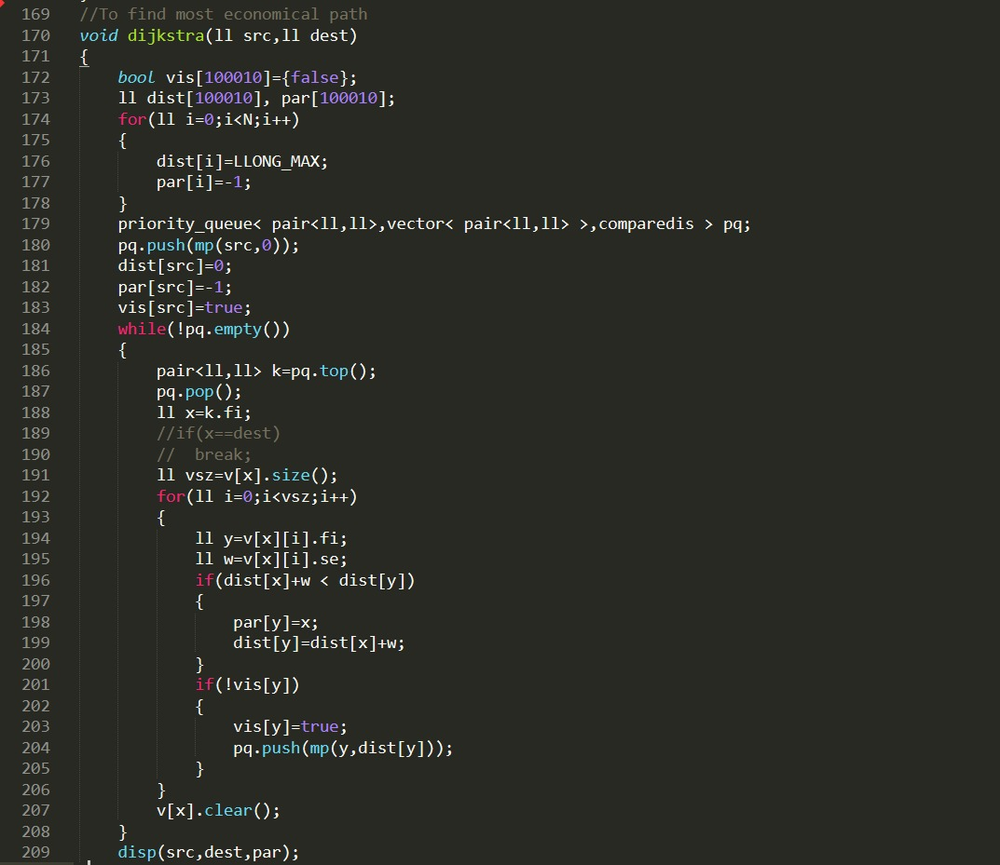 169 //To find most economical path
170 void dijkstra(ll src,ll dest)
171 {
172     bool vis[100010]={false};
173     ll dist[100010], par[100010];
174     for(ll i=0;i<N;i++)
175     {
176         dist[i]=LLONG_MAX;
177         par[i]=-1;
178     }
179     priority_queue< pair<ll,ll>,vector< pair<ll,ll> >,comparedis > pq;
180     pq.push(mp(src,0));
181     dist[src]=0;
182     par[src]=-1;
183     vis[src]=true;
184     while(!pq.empty())
185     {
186         pair<ll,ll> k=pq.top();
187         pq.pop();
188         ll x=k.fi;
189         //if(x==dest)
190         //  break;
191         ll vsz=v[x].size();
192         for(ll i=0;i<vsz;i++)
193         {
194             ll y=v[x][i].fi;
195             ll w=v[x][i].se;
196             if(dist[x]+w < dist[y])
197             {
198                 par[y]=x;
199                 dist[y]=dist[x]+w;
200             }
201             if(!vis[y])
202             {
203                 vis[y]=true;
204                 pq.push(mp(y,dist[y]));
205             }
206         }
207         v[x].clear();
208     }
209     disp(src,dest,par);